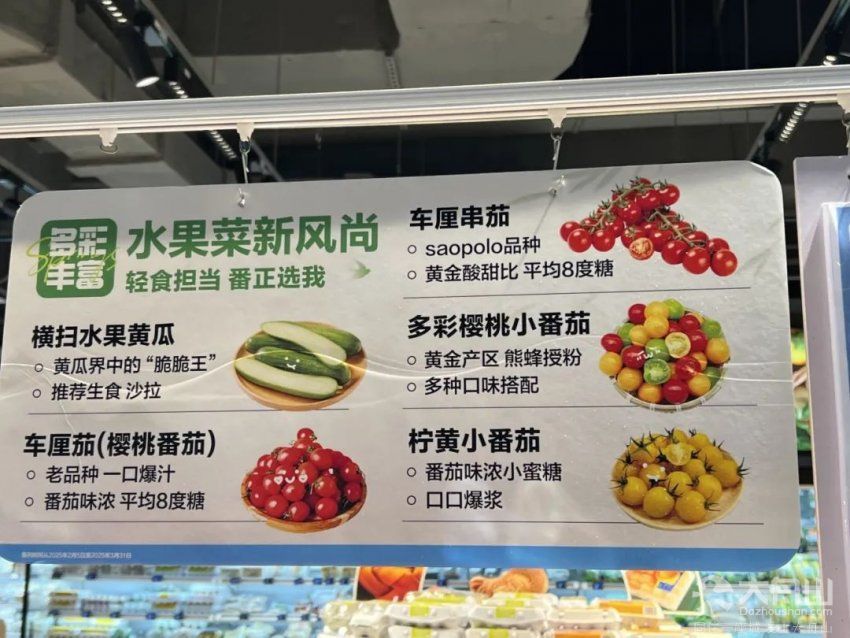 多彩
丰富
水果菜新风尚
轻食担当 番正选我
横扫水果黄瓜
黄瓜界中的“脆脆王”
推荐生食 沙拉
车厘茄(樱桃番茄)
老品种 一口爆汁
番茄味浓 平均8度糖
车厘串茄
saopolo品种
黄金酸甜比 平均8度糖
多彩樱桃小番茄
黄金产区 熊蜂授粉
多种口味搭配
柠黄小番茄
番茄味浓小蜜糖
口口爆浆
大舟山
Dazhoushan.com